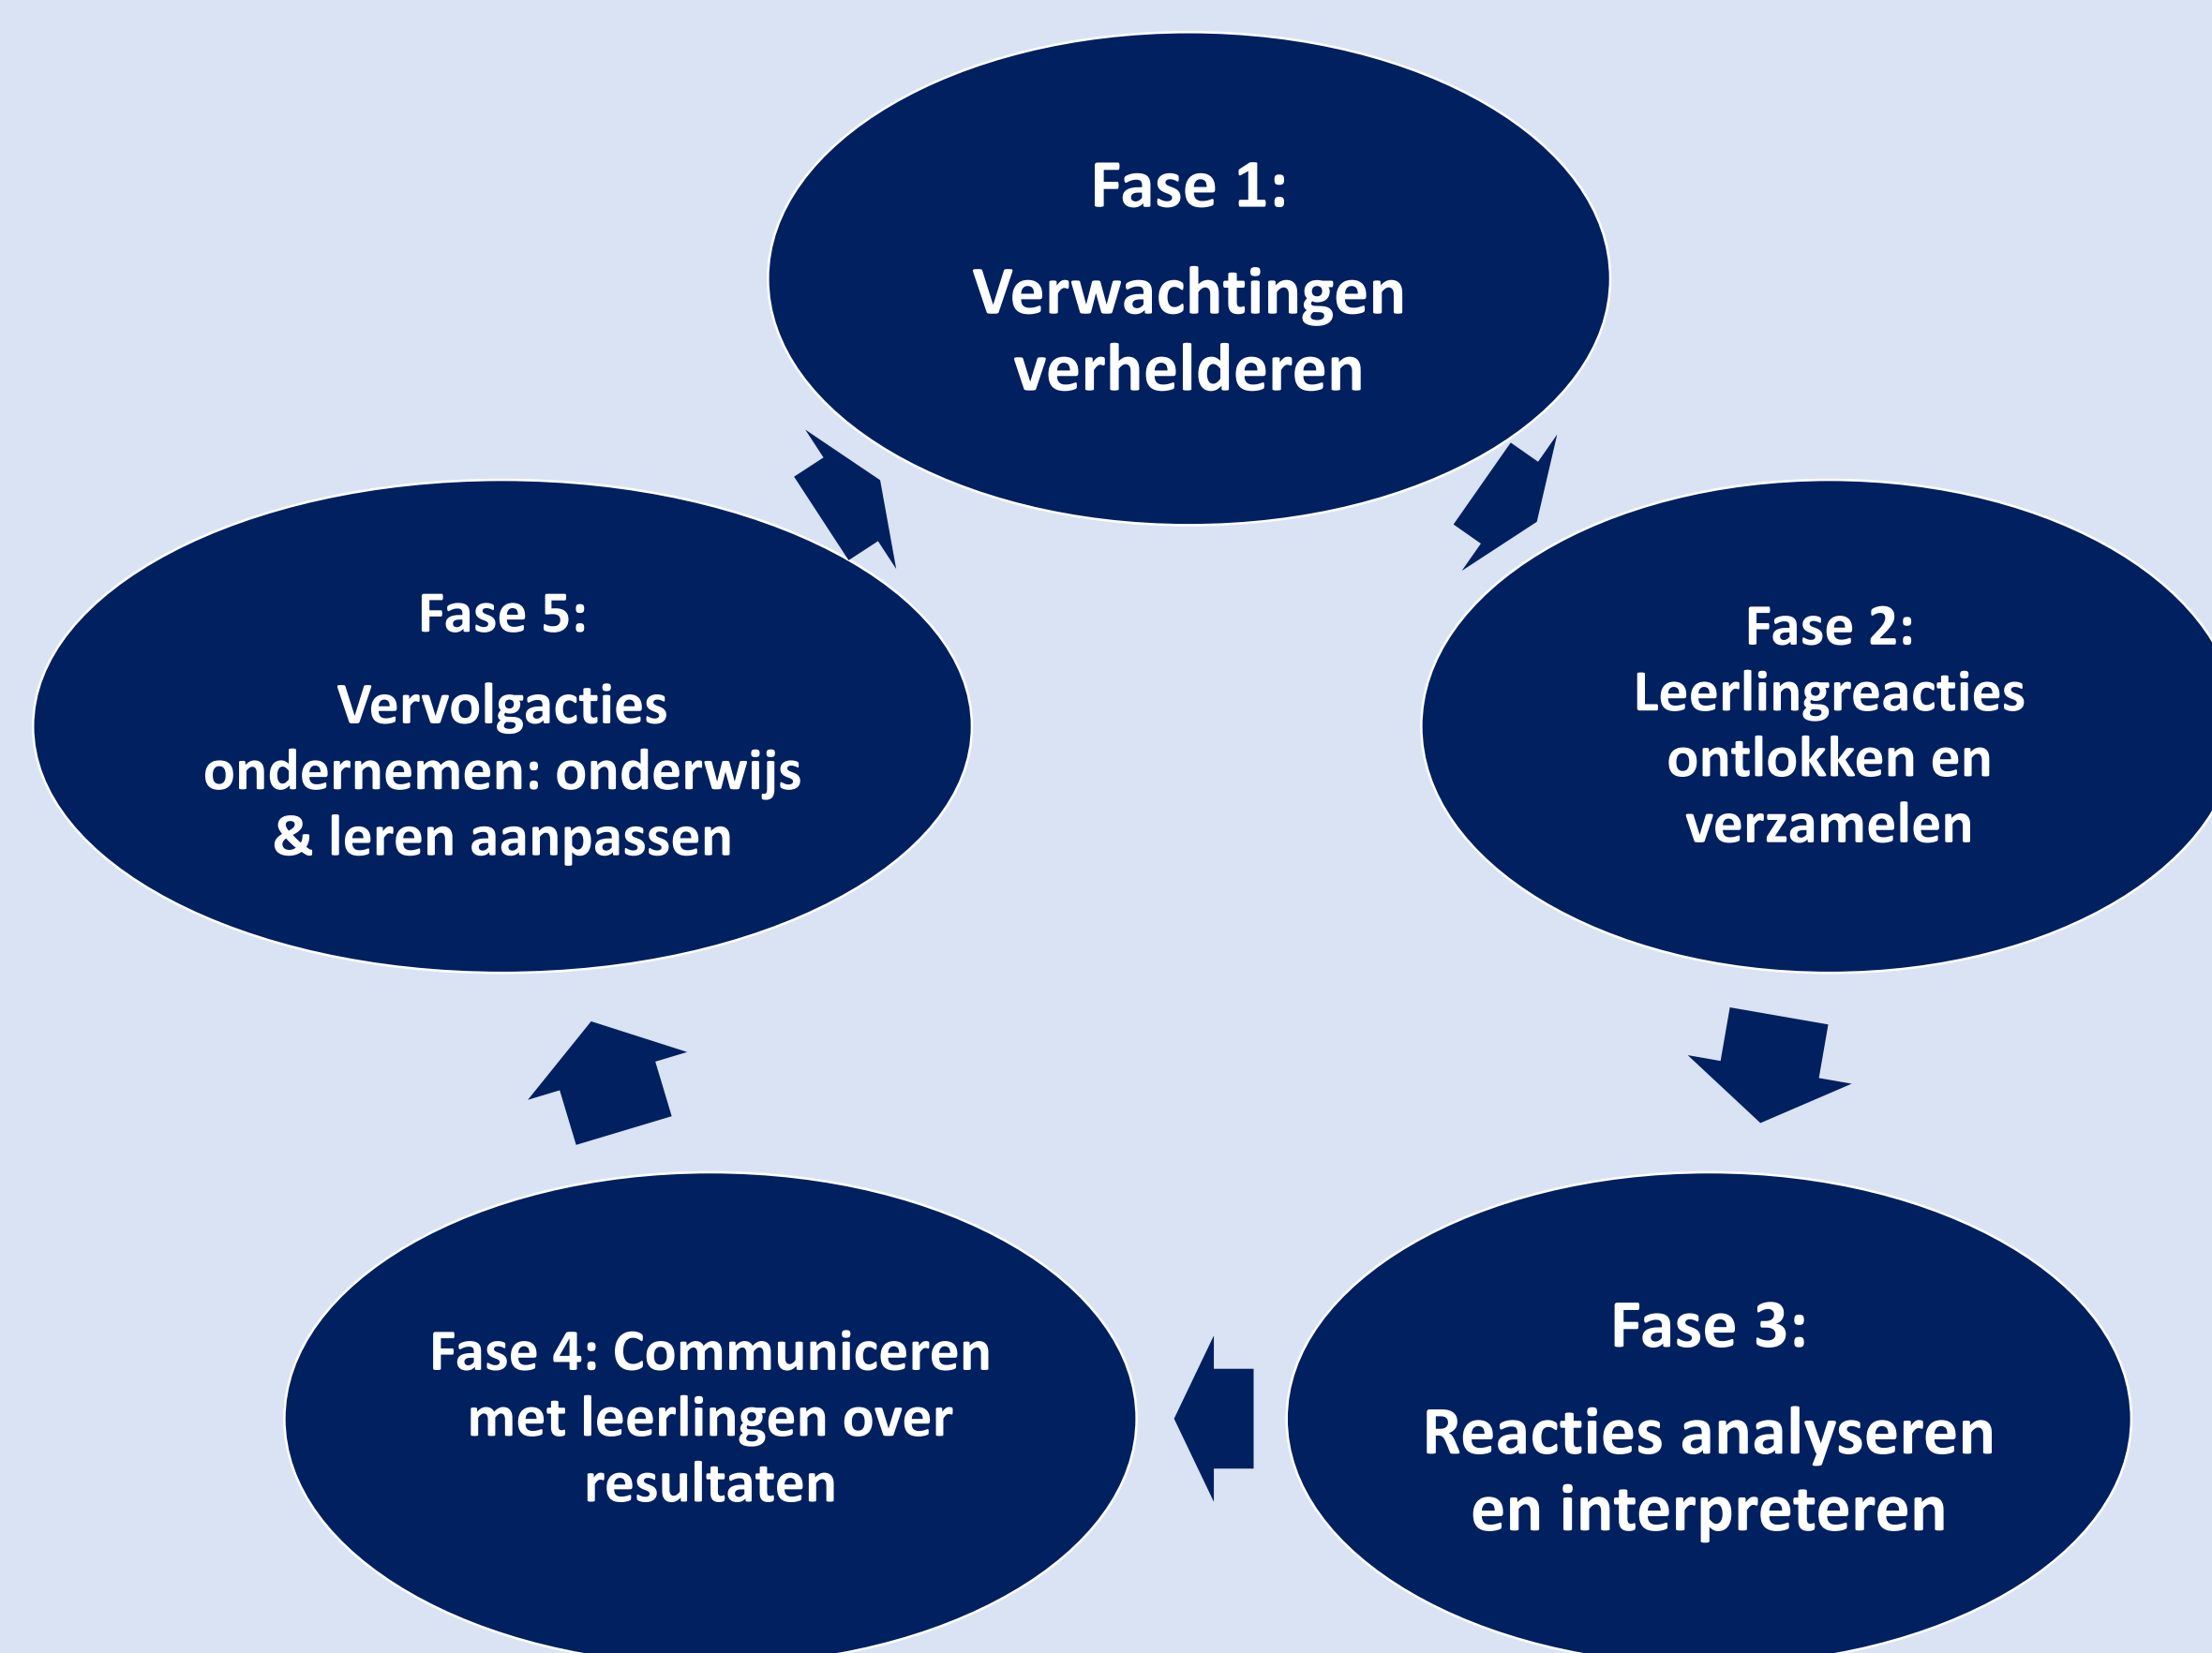 Fase 1:
Verwachtingen
verhelderen
Fase 2:
Leerlingreacties
ontlokken en
verzamelen
Fase 3:
Reacties analyseren
en interpreteren
Fase 4: Communiceren
met leerlingen over
resultaten
Fase 5:
Vervolgacties
ondernemen: onderwijs
& leren aanpassen